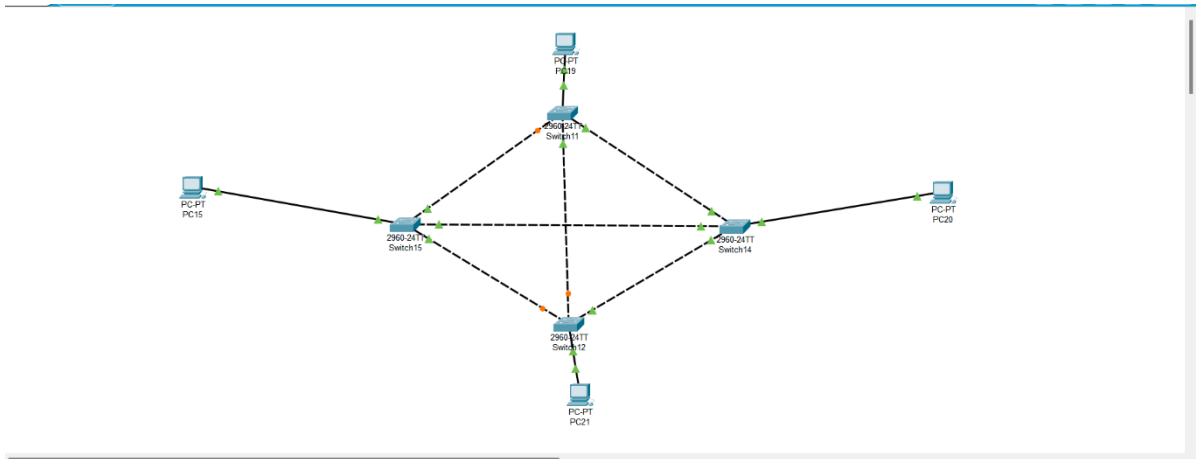 PC-PT
PC19
2960-24TT
Switch11
PC-PT
PC15
PC-PT
PC20
2960-24TT
Switch15
2960-24TT
Switch14
2960-24TT
Switch12
PC-PT
PC21